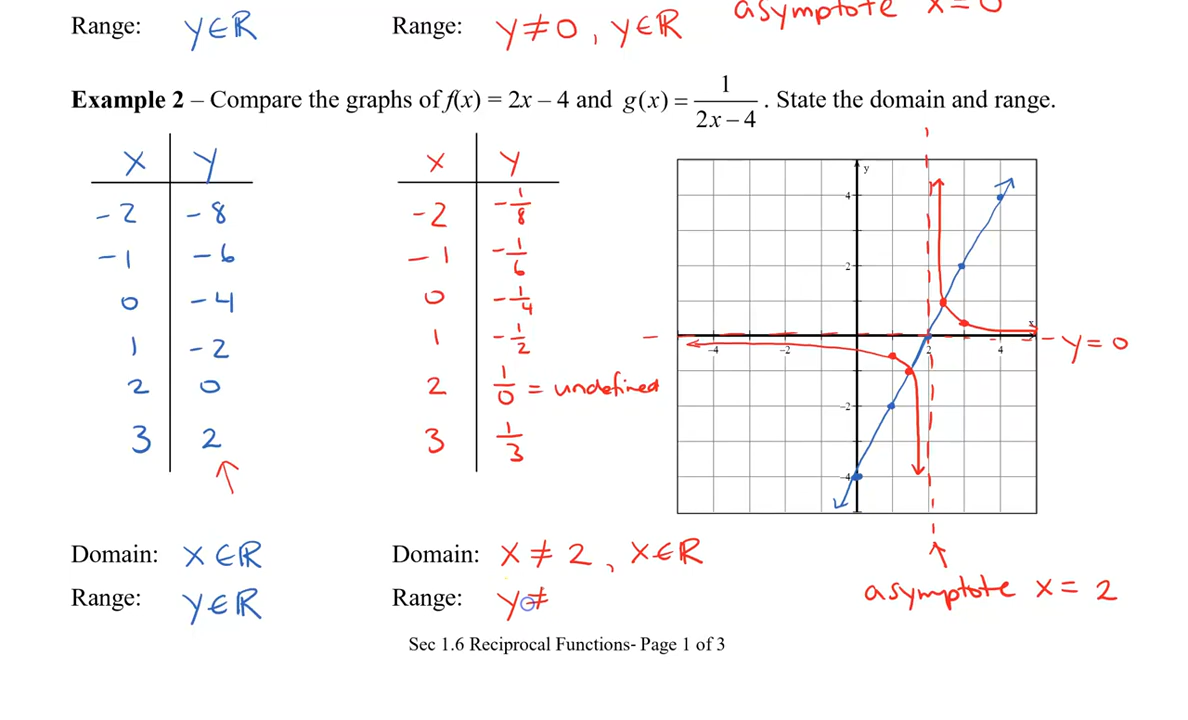 Range: y∈ℝ Range: y≠0, y∈ℝ asymptote x=0
Example 2 – Compare the graphs of f(x) = 2x – 4 and g(x) = 1/(2x – 4). State the domain and range.
x y x y
-2 -8 -2 -1/8
-1 -6 -1 -1/6
0 -4 0 -1/4
1 -2 1 -1/2
2 0 2 1/0 = undefined
3 2 3 1/3
y
4
2
x
-4 -2 2 4
y=0
-2
-4
Domain: x∈ℝ Domain: x≠2, x∈ℝ
asymptote x=2
Range: y∈ℝ Range: y≠
Sec 1.6 Reciprocal Functions- Page 1 of 3